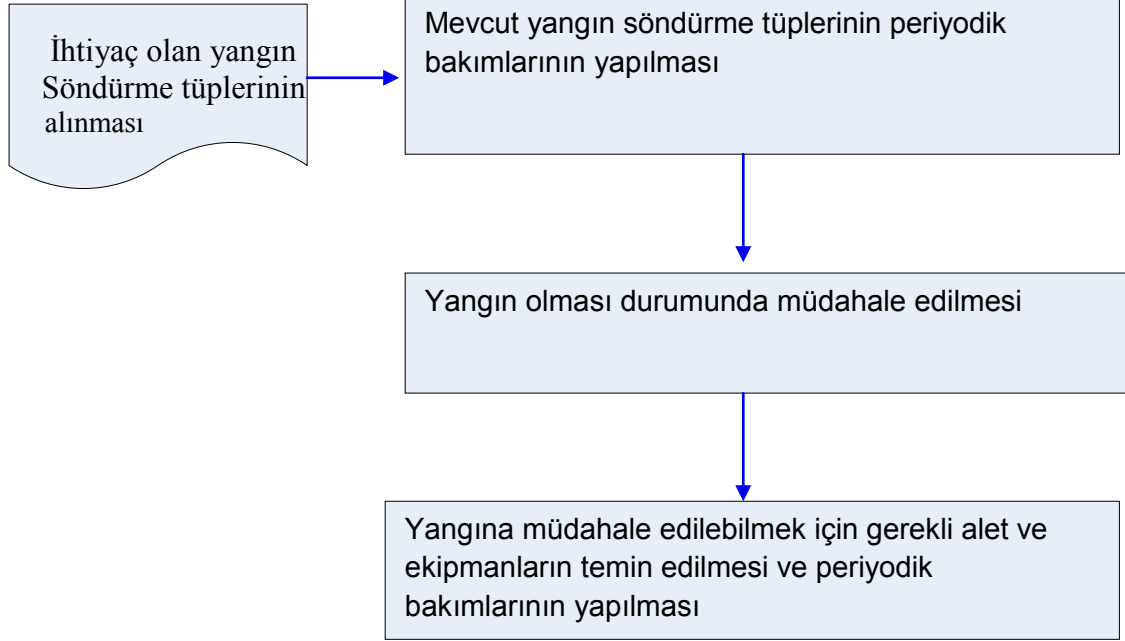 İhtiyaç olan yangın
Söndürme tüplerinin
alınması
Mevcut yangın söndürme tüplerinin periyodik
bakımlarının yapılması
Yangın olması durumunda müdahale edilmesi
Yangına müdahale edilebilmek için gerekli alet ve
ekipmanların temin edilmesi ve periyodik
bakımlarının yapılması